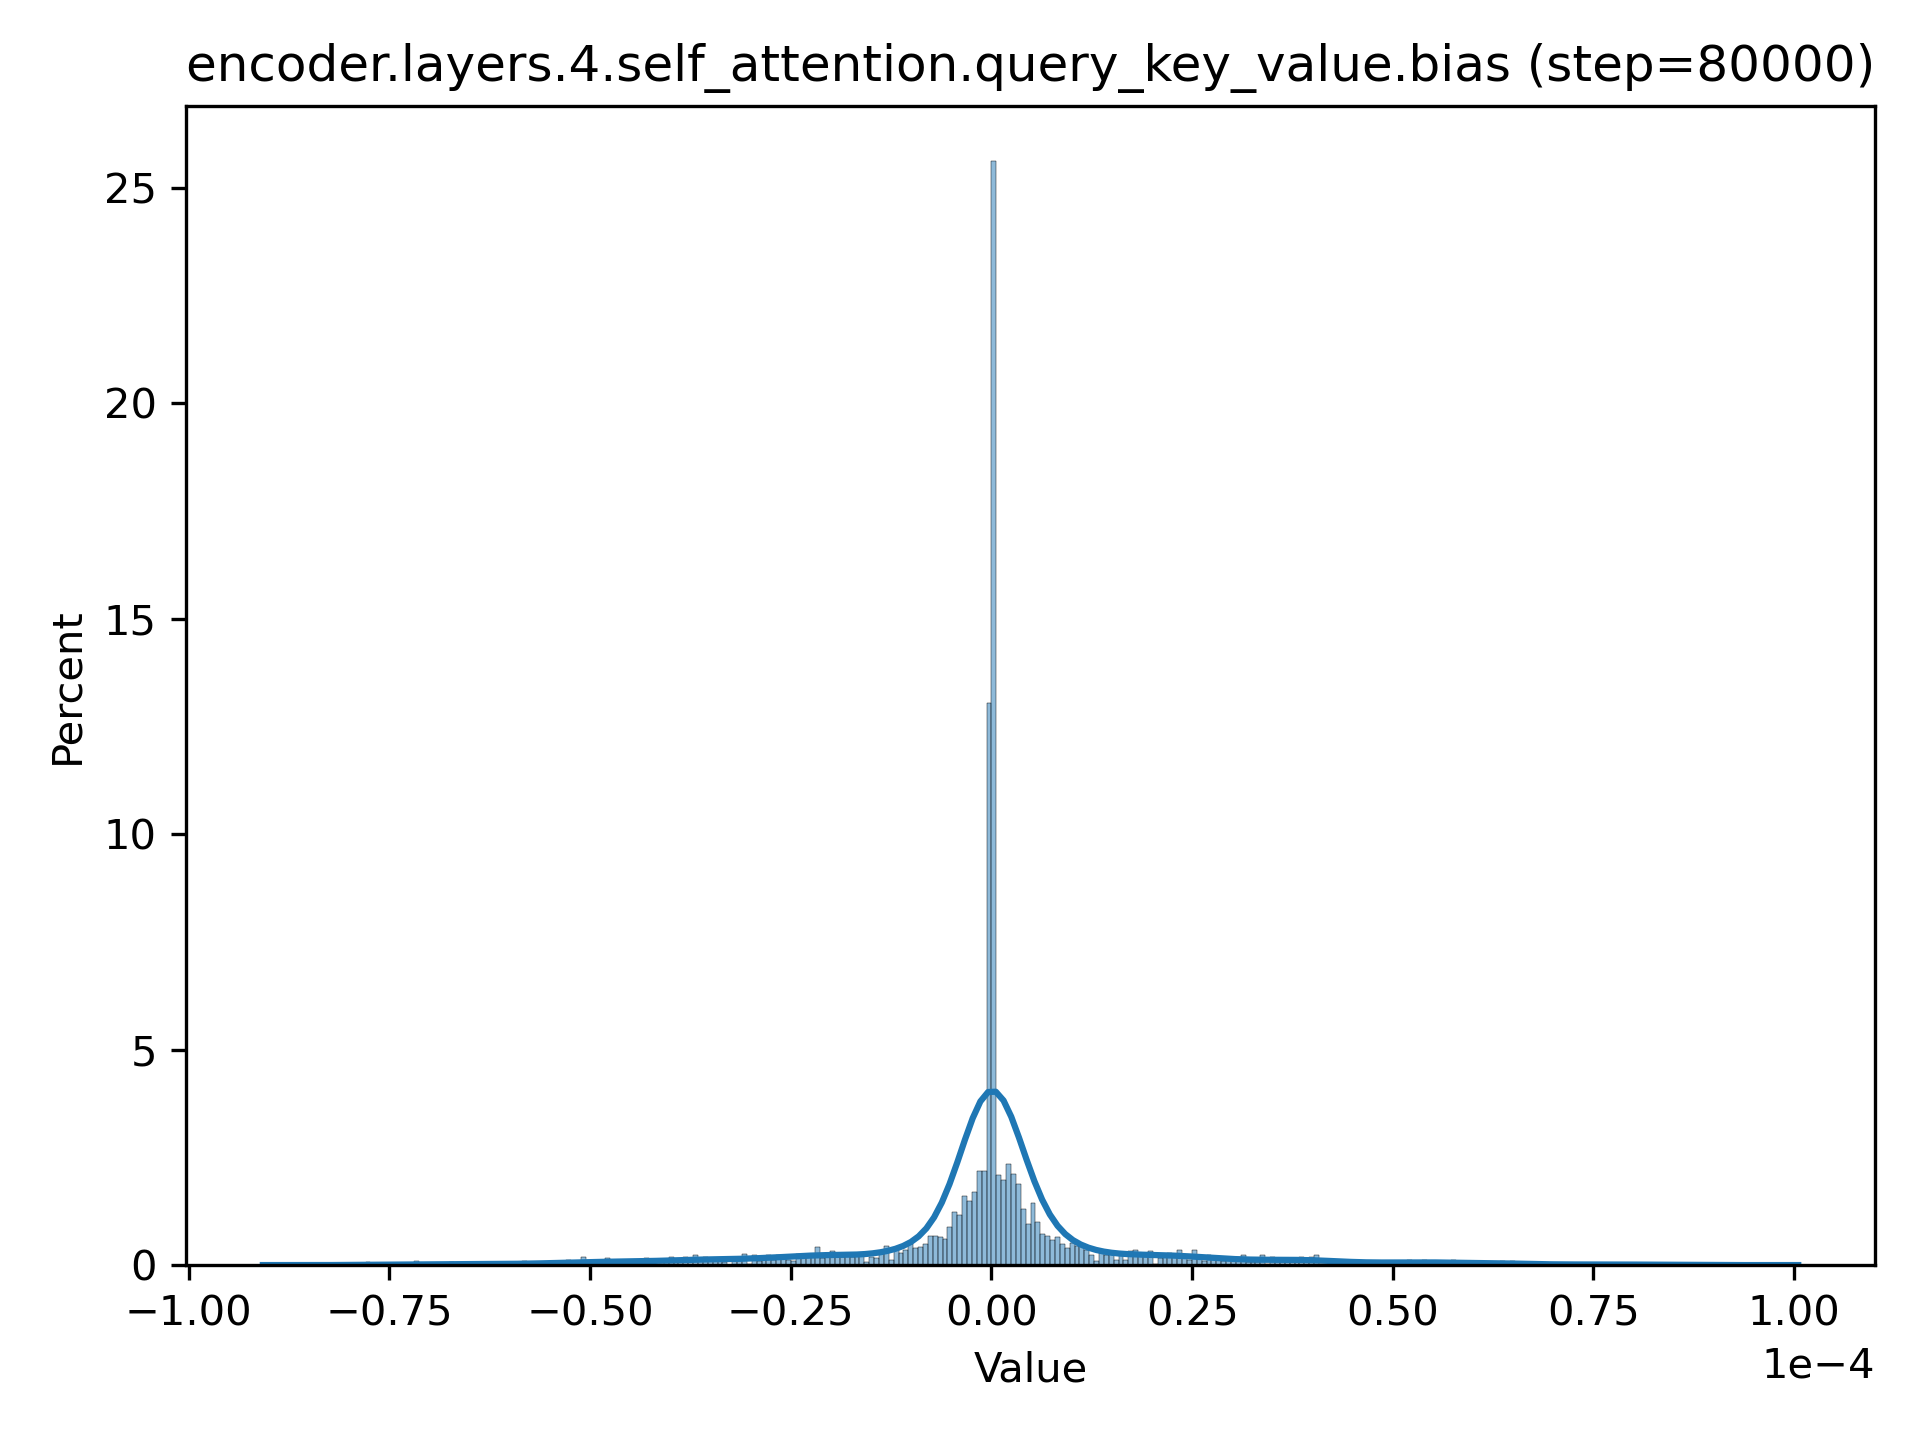 encoder.layers.4.self_attention.query_key_value.bias (step=80000)
25
20
15
10
5
0
Percent
−1.00 −0.75 −0.50 −0.25 0.00 0.25 0.50 0.75 1.00
Value
1e−4